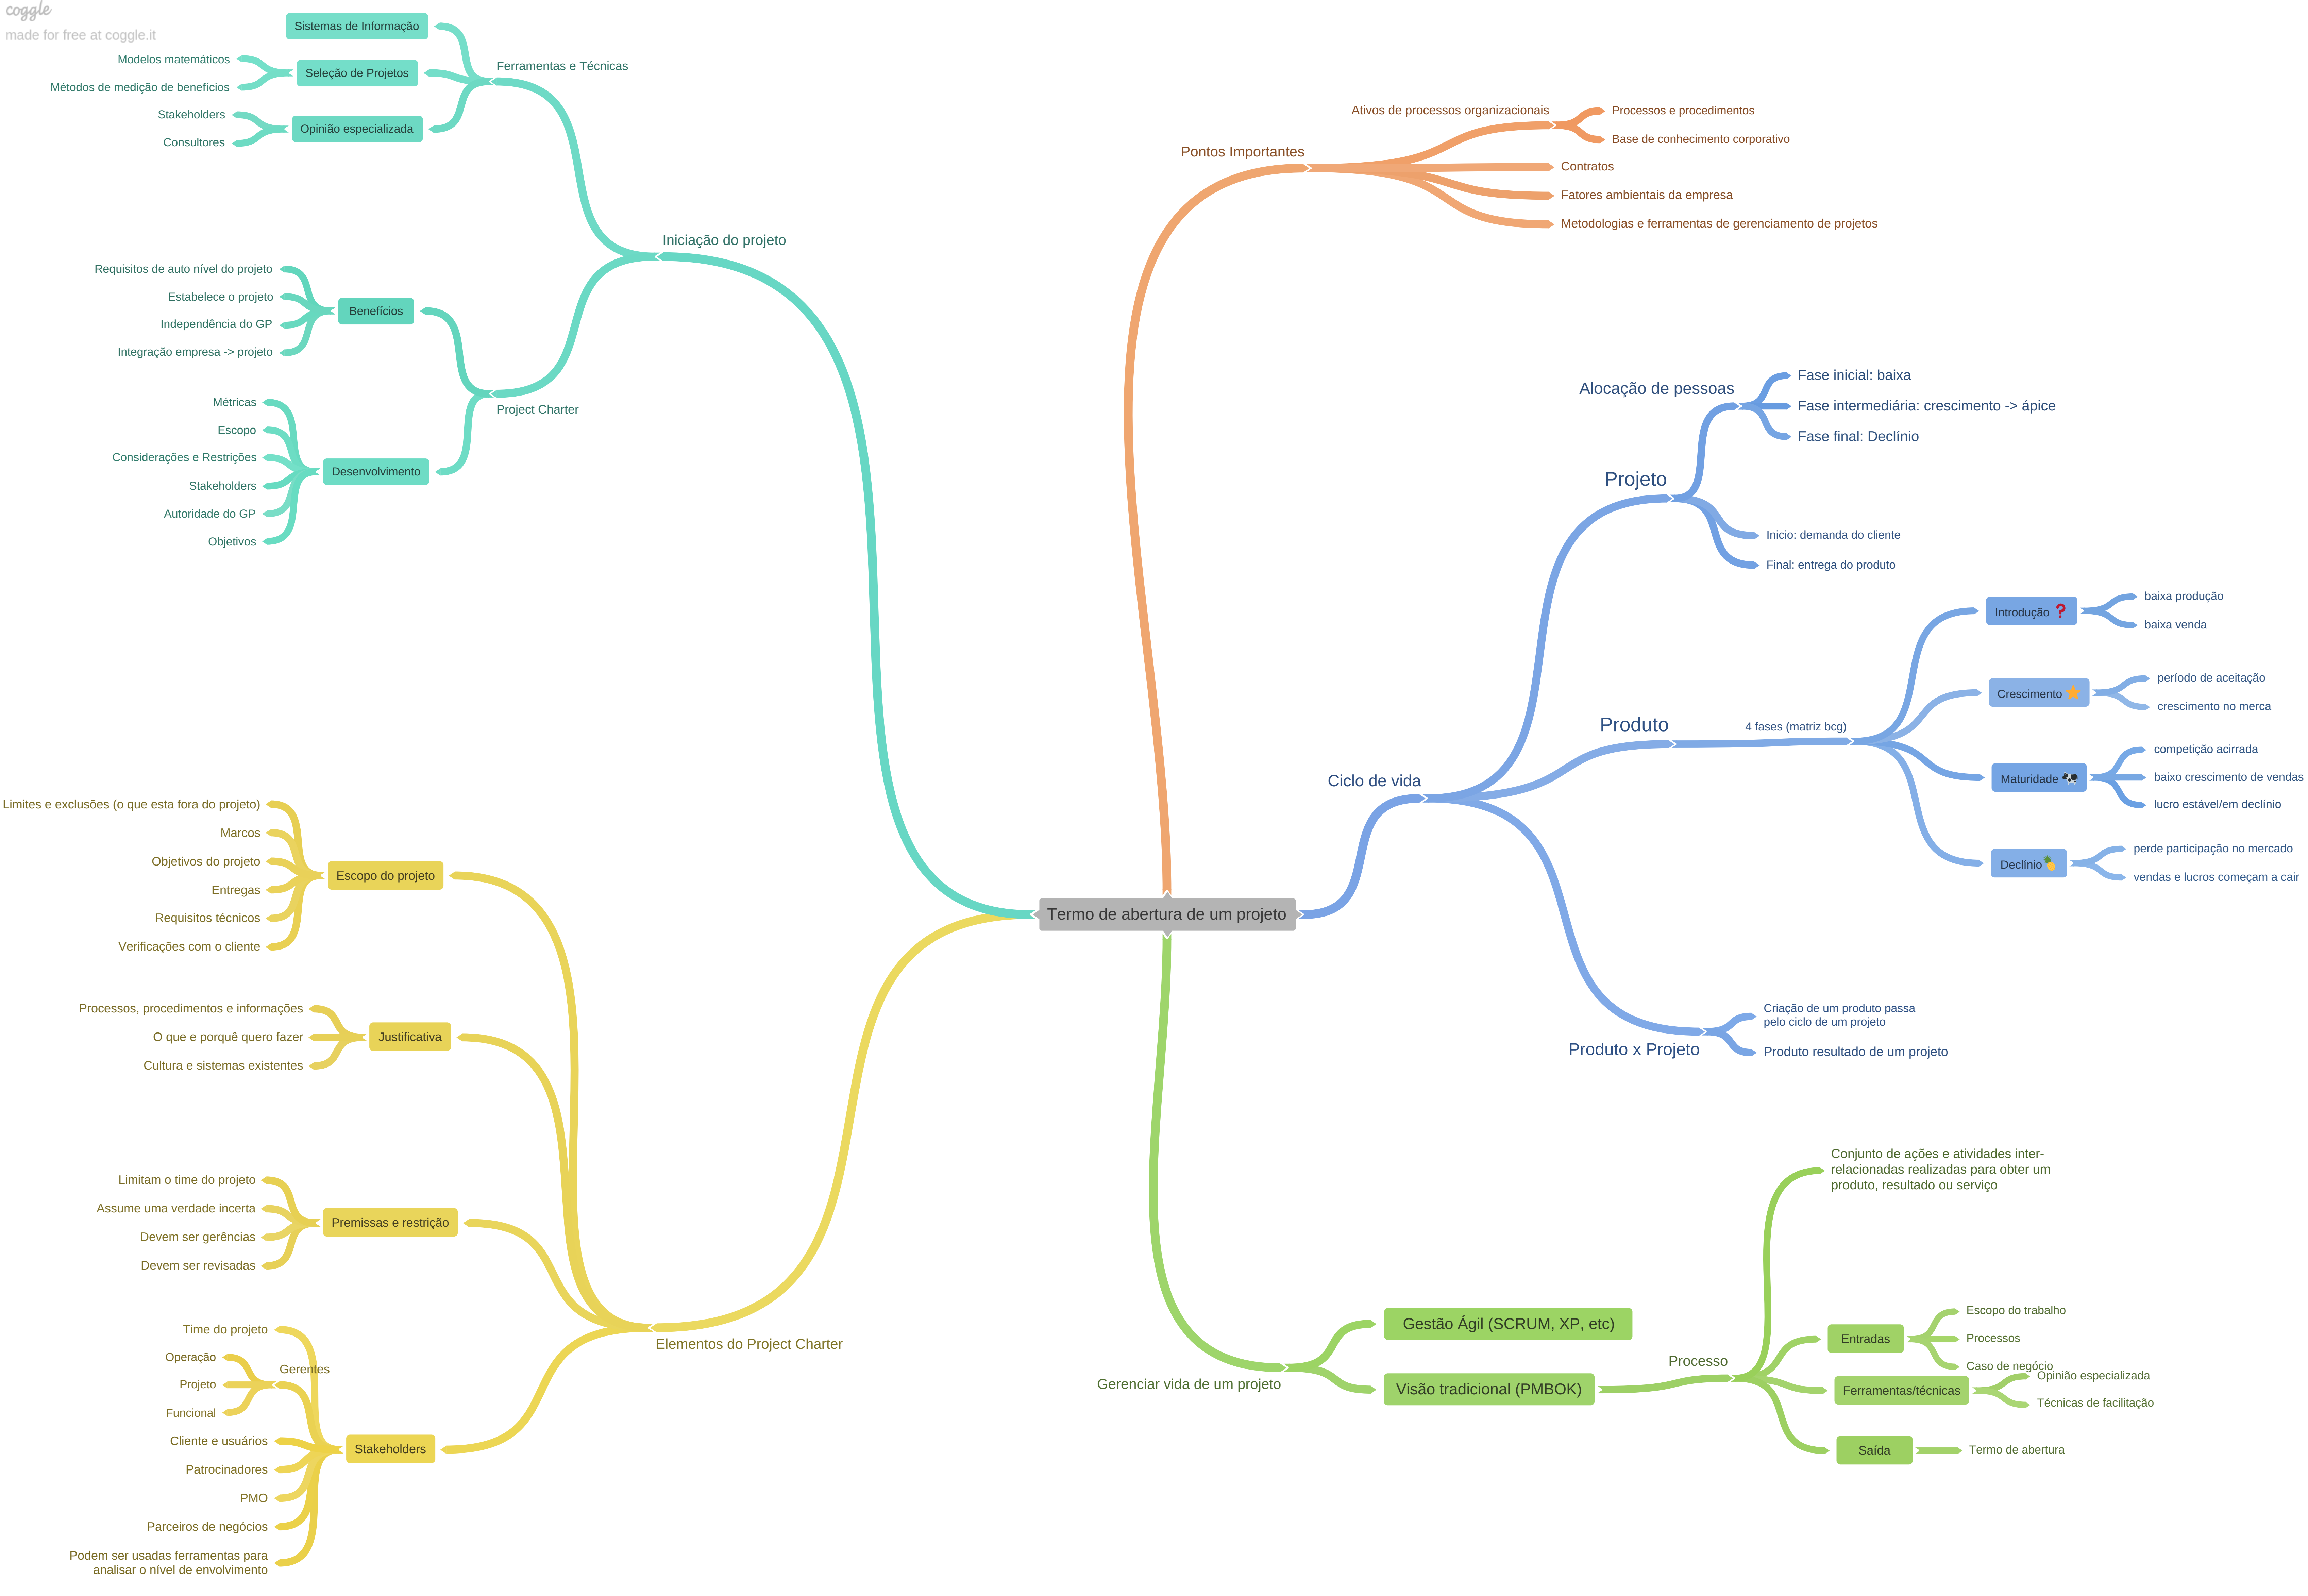 coggle
made for free at coggle.it
Termo de abertura de um projeto
Iniciação do projeto
Ferramentas e Técnicas
Sistemas de Informação
Seleção de Projetos
Modelos matemáticos
Métodos de medição de benefícios
Opinião especializada
Stakeholders
Consultores
Project Charter
Benefícios
Requisitos de auto nível do projeto
Estabelece o projeto
Independência do GP
Integração empresa -> projeto
Desenvolvimento
Métricas
Escopo
Considerações e Restrições
Stakeholders
Autoridade do GP
Objetivos
Elementos do Project Charter
Escopo do projeto
Limites e exclusões (o que esta fora do projeto)
Marcos
Objetivos do projeto
Entregas
Requisitos técnicos
Verificações com o cliente
Justificativa
Processos, procedimentos e informações
O que e porquê quero fazer
Cultura e sistemas existentes
Premissas e restrição
Limitam o time do projeto
Assume uma verdade incerta
Devem ser gerências
Devem ser revisadas
Stakeholders
Time do projeto
Gerentes
Operação
Projeto
Funcional
Cliente e usuários
Patrocinadores
PMO
Parceiros de negócios
Podem ser usadas ferramentas para
analisar o nível de envolvimento
Pontos Importantes
Ativos de processos organizacionais
Processos e procedimentos
Base de conhecimento corporativo
Contratos
Fatores ambientais da empresa
Metodologias e ferramentas de gerenciamento de projetos
Ciclo de vida
Projeto
Alocação de pessoas
Fase inicial: baixa
Fase intermediária: crescimento -> ápice
Fase final: Declínio
Inicio: demanda do cliente
Final: entrega do produto
Produto
4 fases (matriz bcg)
Introdução ❓
baixa produção
baixa venda
Crescimento ⭐
período de aceitação
crescimento no merca
Maturidade 🐄
competição acirrada
baixo crescimento de vendas
lucro estável/em declínio
Declínio 🍍
perde participação no mercado
vendas e lucros começam a cair
Produto x Projeto
Criação de um produto passa
pelo ciclo de um projeto
Produto resultado de um projeto
Gerenciar vida de um projeto
Gestão Ágil (SCRUM, XP, etc)
Visão tradicional (PMBOK)
Processo
Conjunto de ações e atividades inter-
relacionadas realizadas para obter um
produto, resultado ou serviço
Entradas
Escopo do trabalho
Processos
Caso de negócio
Ferramentas/técnicas
Opinião especializada
Técnicas de facilitação
Saída
Termo de abertura